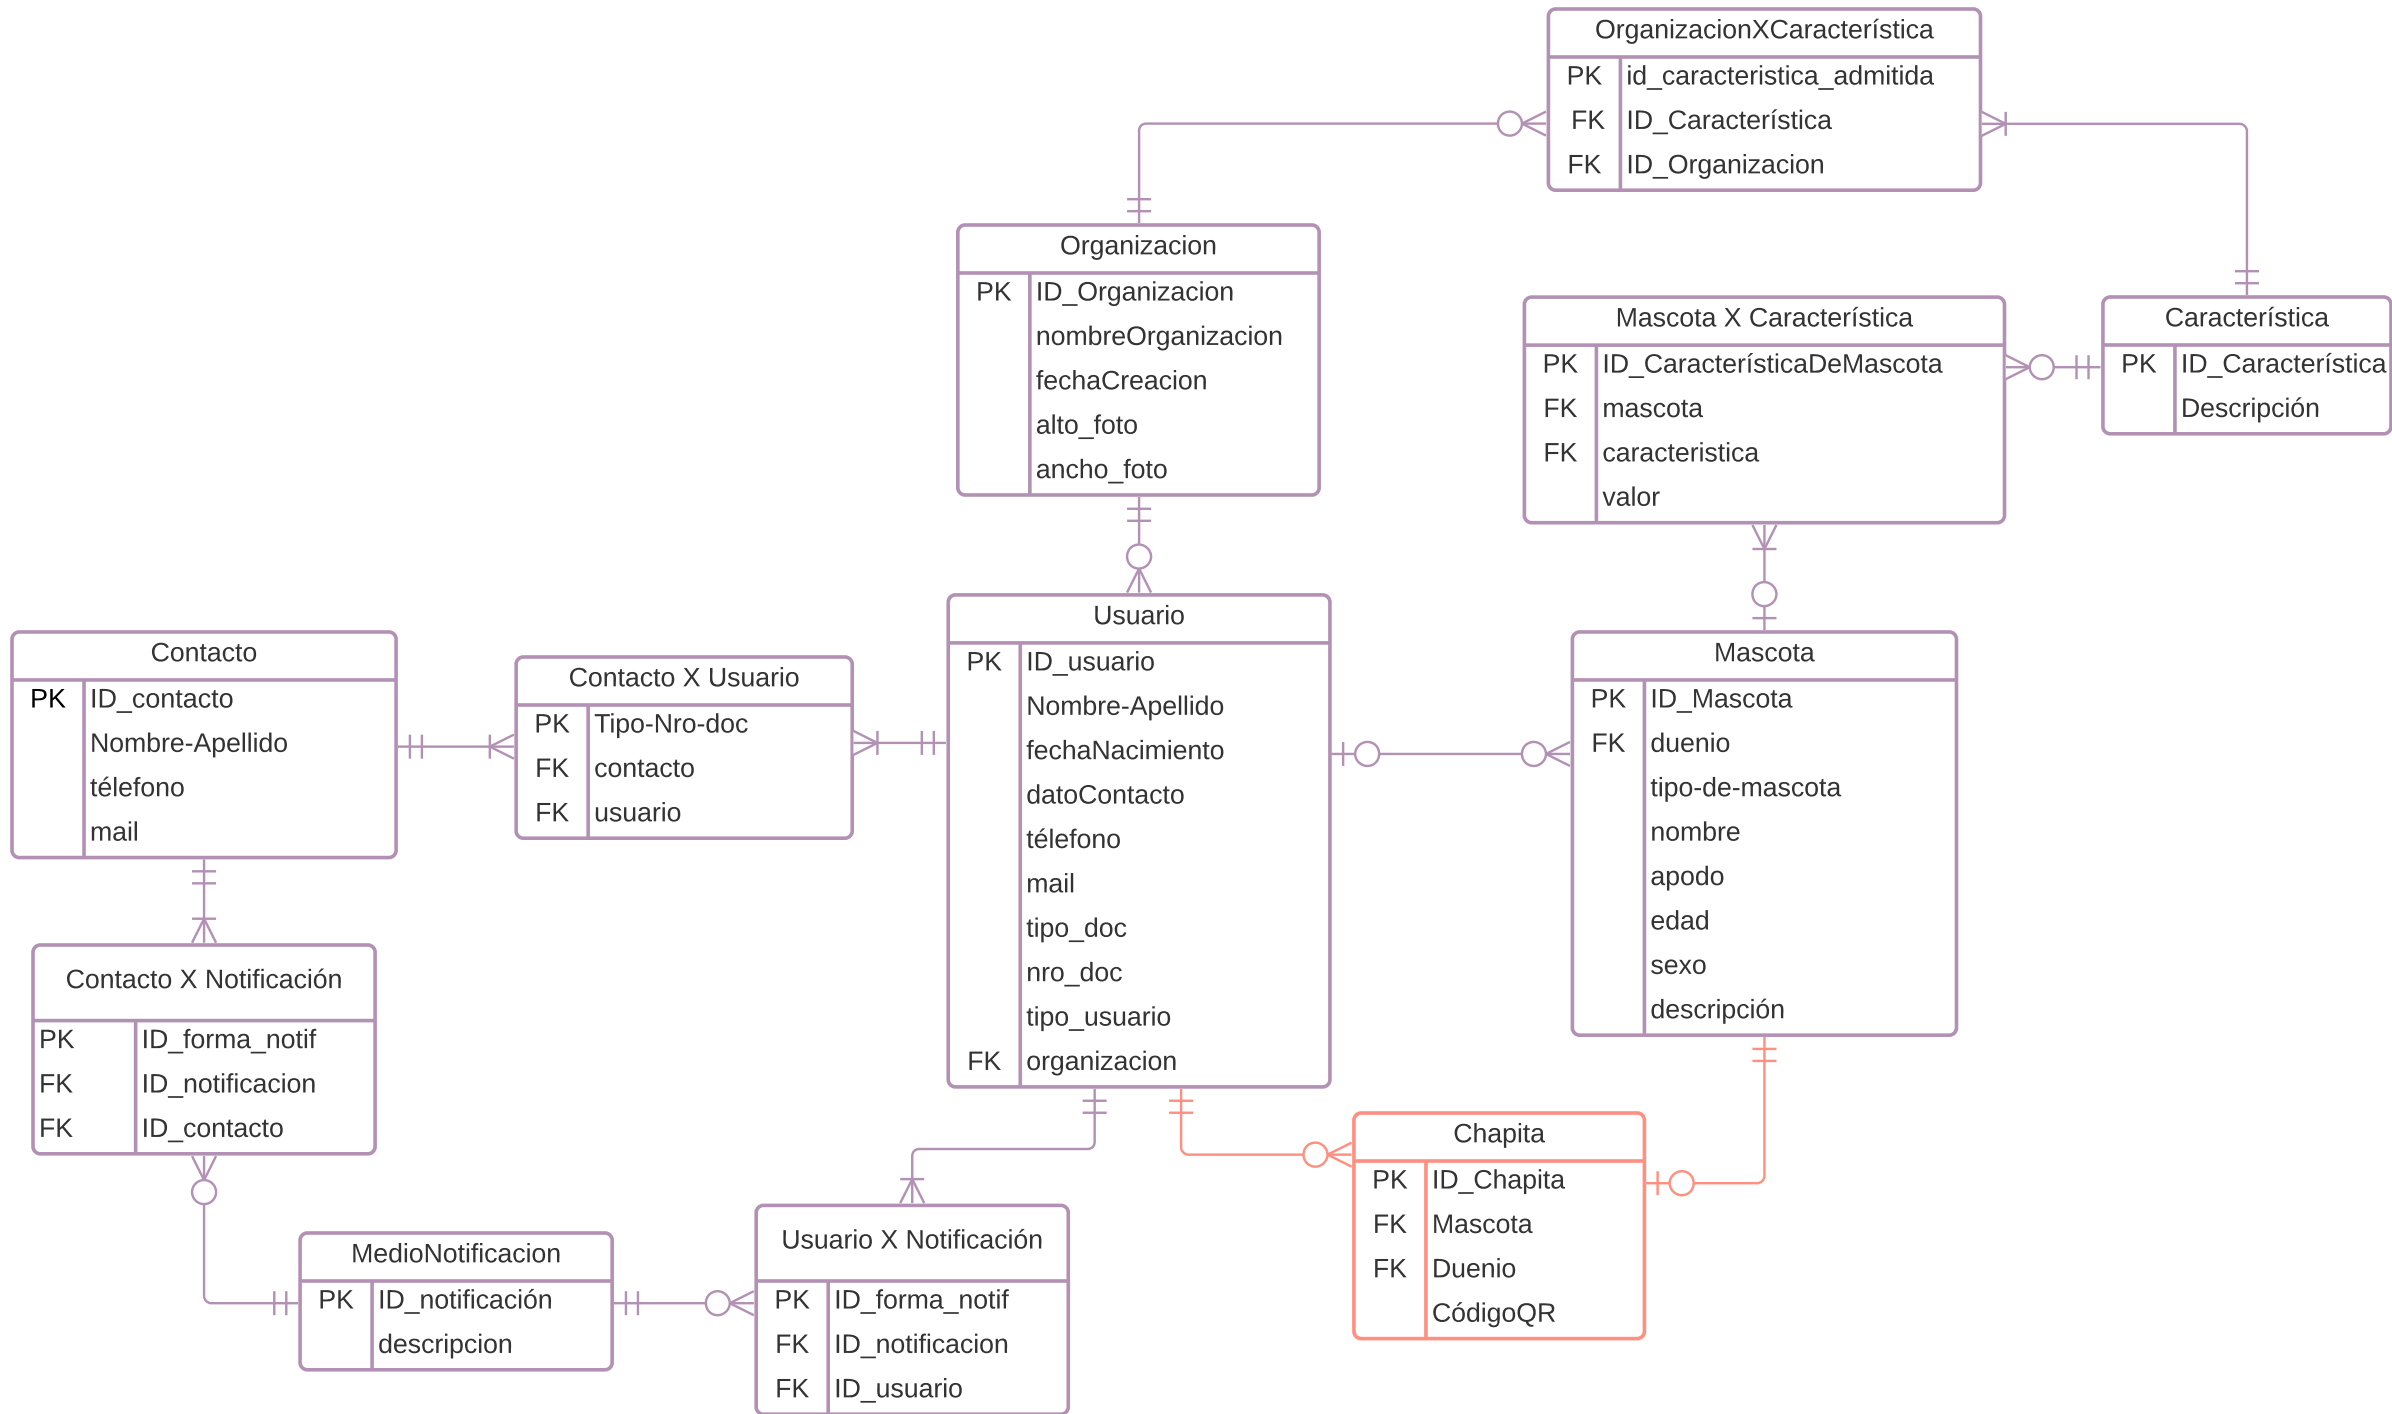 OrganizacionXCaracterística
PK id_caracteristica_admitida
FK ID_Característica
FK ID_Organizacion
Organizacion
PK ID_Organizacion
nombreOrganizacion
fechaCreacion
alto_foto
ancho_foto
Mascota X Característica
PK ID_CaracterísticaDeMascota
FK mascota
FK caracteristica
valor
Característica
PK ID_Característica
Descripción
Contacto
PK ID_contacto
Nombre-Apellido
télefono
mail
Contacto X Usuario
PK Tipo-Nro-doc
FK contacto
FK usuario
Usuario
PK ID_usuario
Nombre-Apellido
fechaNacimiento
datoContacto
télefono
mail
tipo_doc
nro_doc
tipo_usuario
FK organizacion
Mascota
PK ID_Mascota
FK duenio
tipo-de-mascota
nombre
apodo
edad
sexo
descripción
Contacto X Notificación
PK ID_forma_notif
FK ID_notificacion
FK ID_contacto
MedioNotificacion
PK ID_notificación
descripcion
Usuario X Notificación
PK ID_forma_notif
FK ID_notificacion
FK ID_usuario
Chapita
PK ID_Chapita
FK Mascota
FK Duenio
CódigoQR